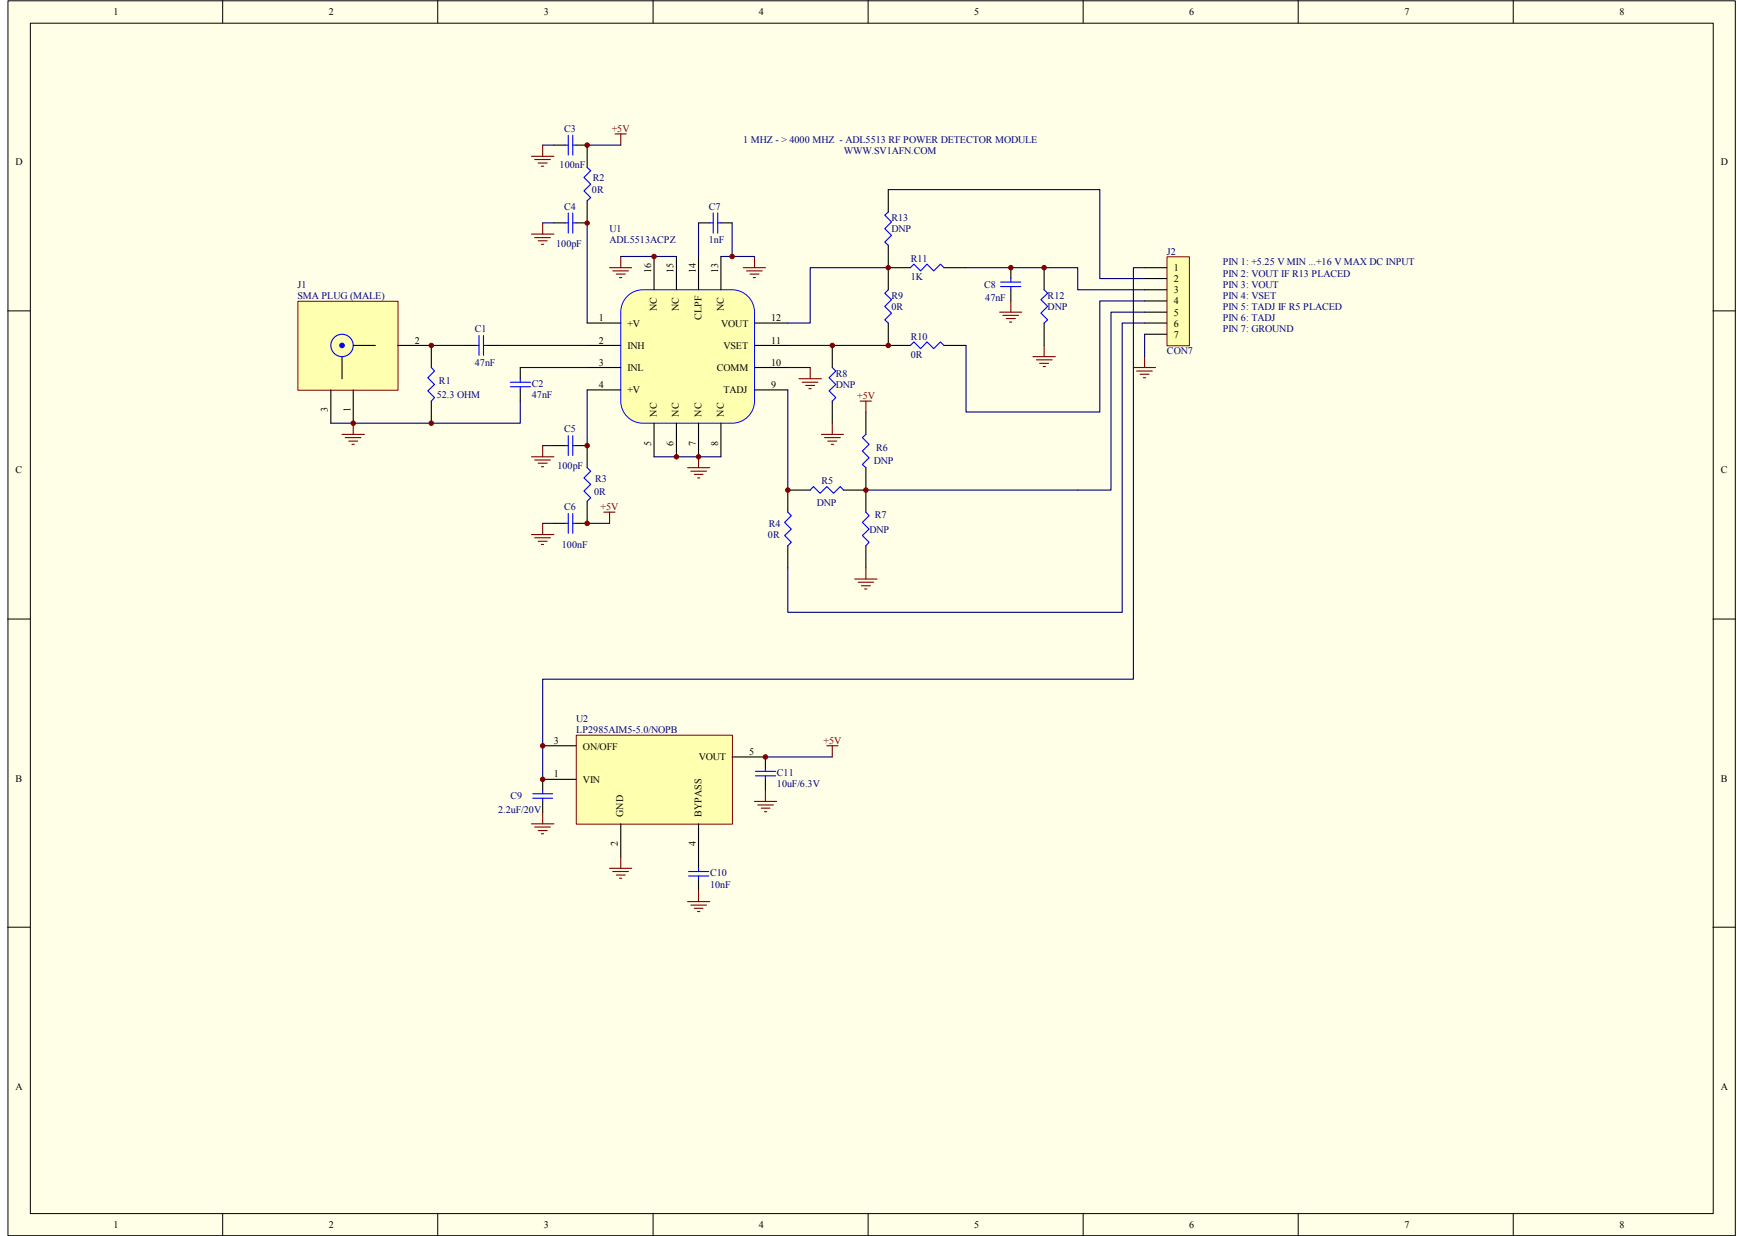 1 2 3 4 5 6 7 8
D D
C C
B B
A A
1 MHZ - > 4000 MHZ - ADL5513 RF POWER DETECTOR MODULE
WWW.SV1AFN.COM
C3
+5V
100nF
R2
0R
C4
100pF
U1
ADL5513ACPZ
C7
1nF
16
15
14
13
NC
NC
CLPF
NC
1
+V
2
INH
3
INL
4
+V
VOUT
12
VSET
11
COMM
10
TADJ
9
NC
NC
NC
NC
5
6
7
8
J1
SMA PLUG (MALE)
2
3
1
C1
47nF
R1
52.3 OHM
C2
47nF
C5
100pF
R3
0R
C6
+5V
100nF
R13
DNP
R11
1K
R9
0R
R10
0R
C8
47nF
R12
DNP
R8
DNP
+5V
R6
DNP
R5
DNP
R7
DNP
R4
0R
J2
1
2
3
4
5
6
7
CON7
PIN 1: +5.25 V MIN ...+16 V MAX DC INPUT
PIN 2: VOUT IF R13 PLACED
PIN 3: VOUT
PIN 4: VSET
PIN 5: TADJ IF R5 PLACED
PIN 6: TADJ
PIN 7: GROUND
U2
LP2985AIM5-5.0/NOPB
3
ON/OFF
1
VIN
VOUT
5
GND
BYPASS
2
4
+5V
C11
10uF/6.3V
C9
2.2uF/20V
C10
10nF
1 2 3 4 5 6 7 8